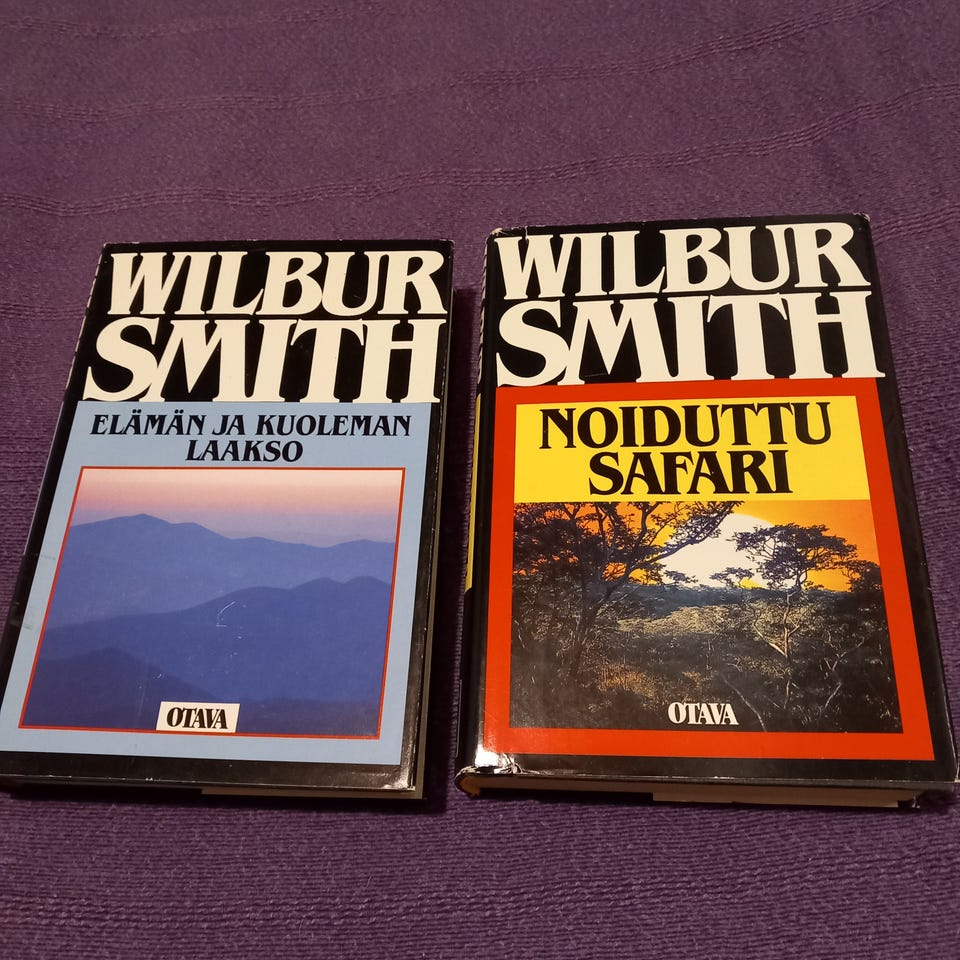 WILBUR
SMITH
ELÄMÄN JA KUOLEMAN
LAAKSO
OTAVA
WILBUR
SMITH
NOIDUTTU
SAFARI
OTAVA